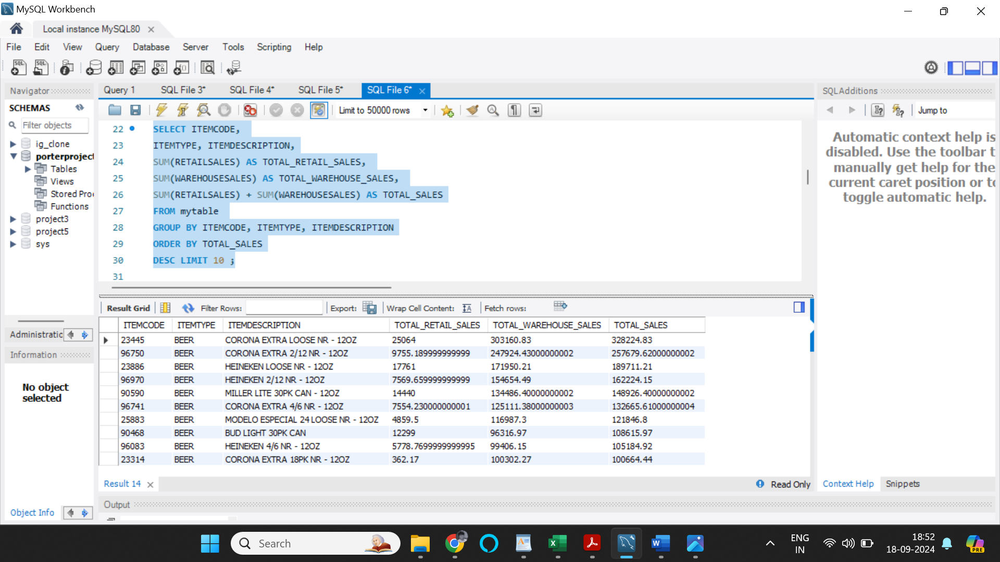 MySQL Workbench
Local instance MySQL80
File Edit View Query Database Server Tools Scripting Help
Navigator
SCHEMAS
Filter objects
ig_clone
porterproject
Tables
Views
Stored Pro
Functions
project3
project5
sys
Administratio
Information
No object
selected
Object Info
Query 1 SQL File 3* SQL File 4* SQL File 5* SQL File 6*
Limit to 50000 rows
22 SELECT ITEMCODE,
23 ITEMTYPE, ITEMDESCRIPTION,
24 SUM(RETAILSALES) AS TOTAL_RETAIL_SALES,
25 SUM(WAREHOUSESALES) AS TOTAL_WAREHOUSE_SALES,
26 SUM(RETAILSALES) + SUM(WAREHOUSESALES) AS TOTAL_SALES
27 FROM mytable
28 GROUP BY ITEMCODE, ITEMTYPE, ITEMDESCRIPTION
29 ORDER BY TOTAL_SALES
30 DESC LIMIT 10 ;
31
Result Grid Filter Rows: Export: Wrap Cell Content: Fetch rows:
ITEMCODE ITEMTYPE ITEMDESCRIPTION TOTAL_RETAIL_SALES TOTAL_WAREHOUSE_SALES TOTAL_SALES
23445 BEER CORONA EXTRA LOOSE NR - 12OZ 25064 303160.83 328224.83
96750 BEER CORONA EXTRA 2/12 NR - 12OZ 9755.189999999999 247924.43000000002 257679.62000000002
23886 BEER HEINEKEN LOOSE NR - 12OZ 17761 171950.21 189711.21
96970 BEER HEINEKEN 2/12 NR - 12OZ 7569.659999999999 154654.49 162224.15
90590 BEER MILLER LITE 30PK CAN - 12OZ 14440 134486.40000000002 148926.40000000002
96741 BEER CORONA EXTRA 4/6 NR - 12OZ 7554.230000000001 125111.38000000003 132665.61000000004
25883 BEER MODELO ESPECIAL 24 LOOSE NR - 12OZ 4859.5 116987.3 121846.8
90468 BEER BUD LIGHT 30PK CAN 12299 96316.97 108615.97
96083 BEER HEINEKEN 4/6 NR - 12OZ 5778.7699999999995 99406.15 105184.92
23314 BEER CORONA EXTRA 18PK NR - 12OZ 362.17 100302.27 100664.44
Result 14 Read Only
Output
SQLAdditions
Jump to
Automatic context help is
disabled. Use the toolbar t
manually get help for the
current caret position or to
toggle automatic help.
Context Help Snippets
Search
ENG
IN
18:52
18-09-2024
PRE